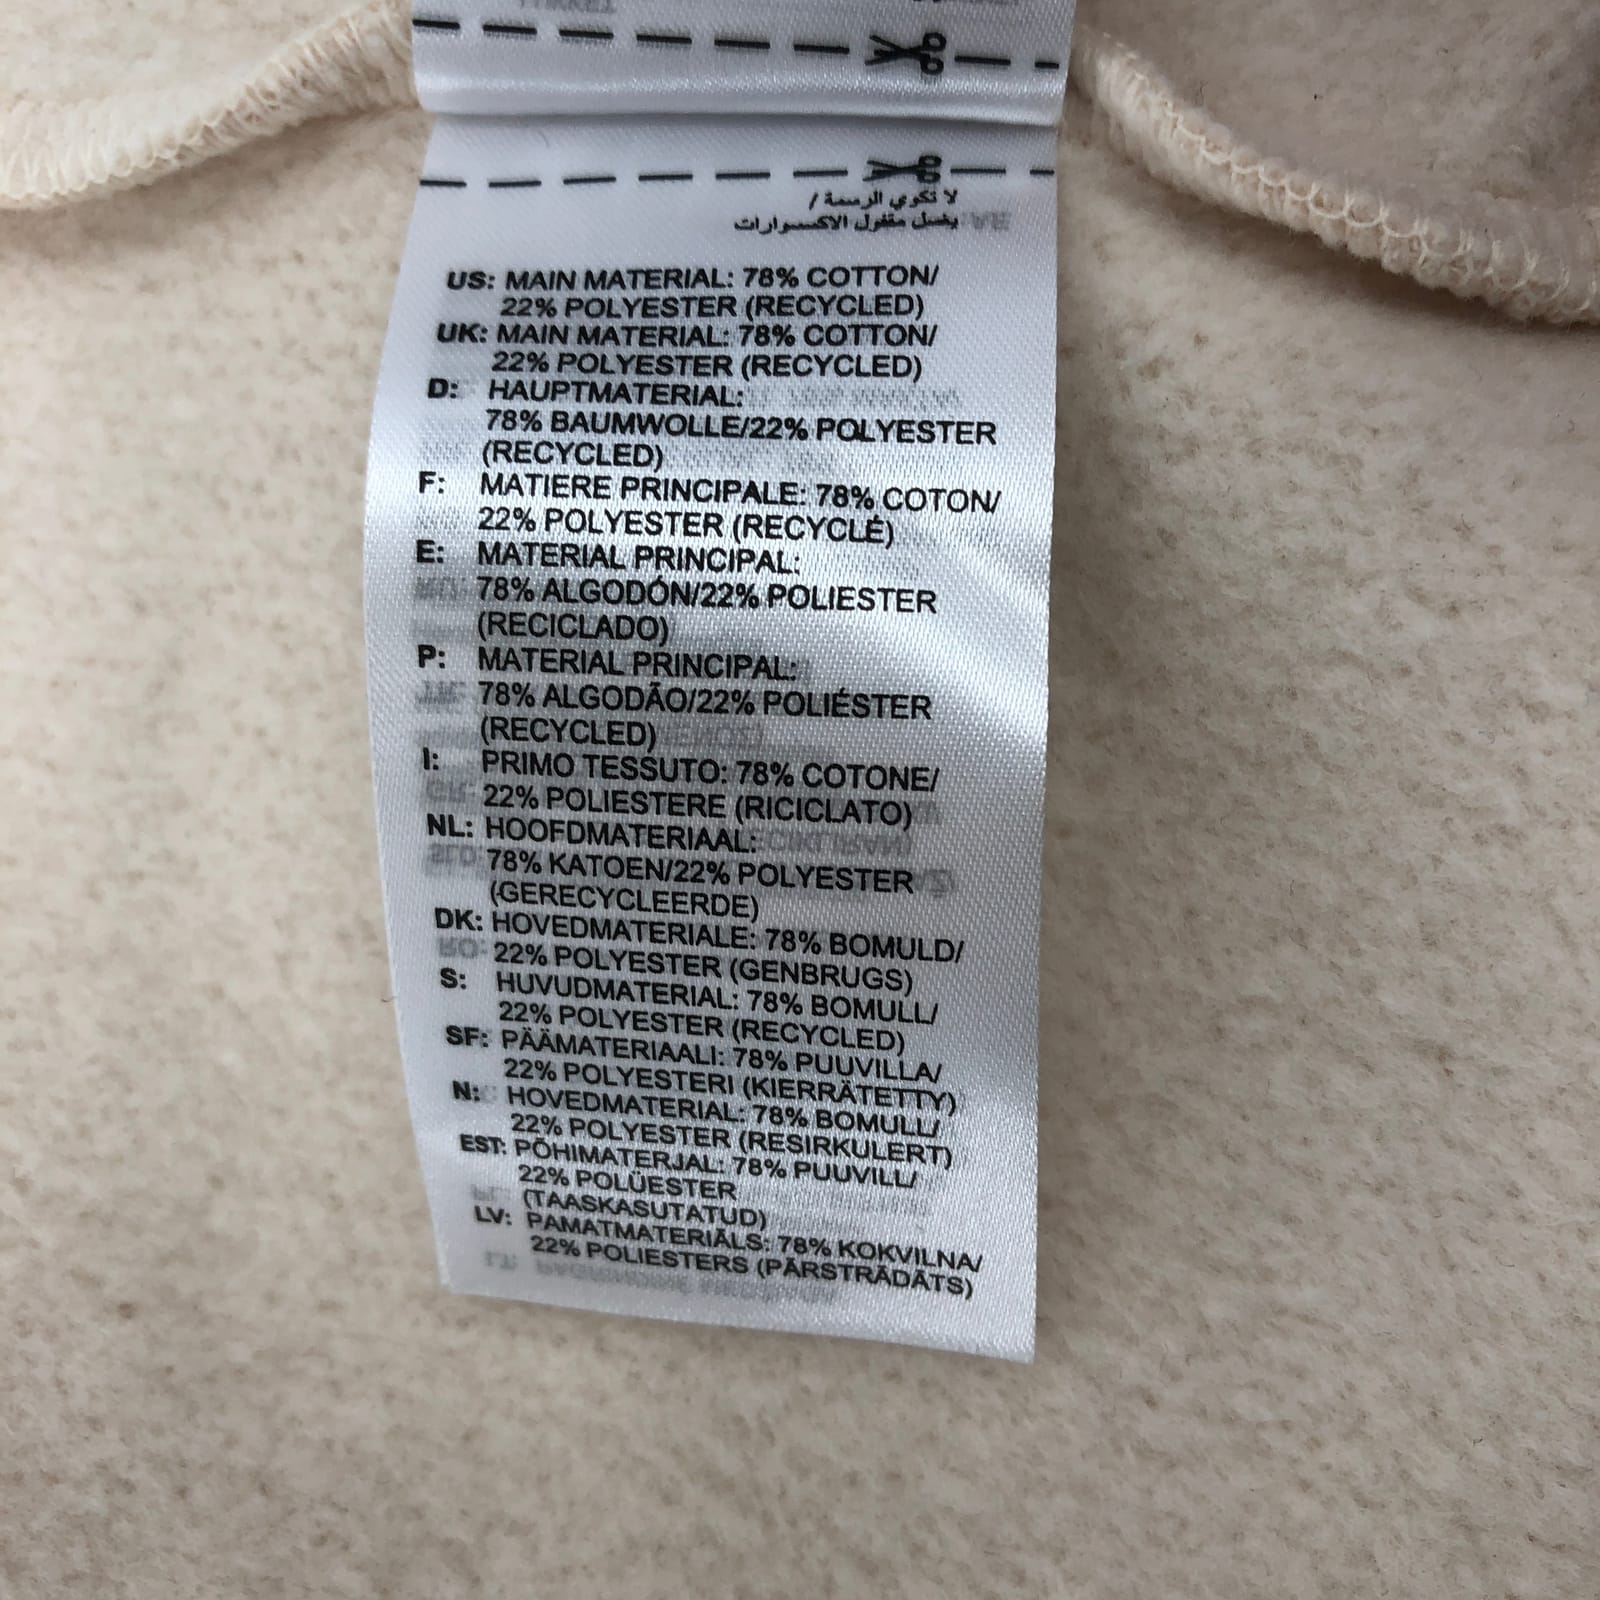 لا تكوي الرسمة /
يغسل مقفول الاكسسوارات
US: MAIN MATERIAL: 78% COTTON/
22% POLYESTER (RECYCLED)
UK: MAIN MATERIAL: 78% COTTON/
22% POLYESTER (RECYCLED)
D: HAUPTMATERIAL:
78% BAUMWOLLE/22% POLYESTER
(RECYCLED)
F: MATIERE PRINCIPALE: 78% COTON/
22% POLYESTER (RECYCLÉ)
E: MATERIAL PRINCIPAL:
78% ALGODÓN/22% POLIESTER
(RECICLADO)
P: MATERIAL PRINCIPAL:
78% ALGODÃO/22% POLIÉSTER
(RECYCLED)
I: PRIMO TESSUTO: 78% COTONE/
22% POLIESTERE (RICICLATO)
NL: HOOFDMATERIAAL:
78% KATOEN/22% POLYESTER
(GERECYCLEERDE)
DK: HOVEDMATERIALE: 78% BOMULD/
22% POLYESTER (GENBRUGS)
S: HUVUDMATERIAL: 78% BOMULL/
22% POLYESTER (RECYCLED)
SF: PÄÄMATERIAALI: 78% PUUVILLA/
22% POLYESTERI (KIERRÄTETTY)
N: HOVEDMATERIAL: 78% BOMULL/
22% POLYESTER (RESIRKULERT)
EST: PÕHIMATERJAL: 78% PUUVILL/
22% POLÜESTER
(TAASKASUTATUD)
LV: PAMATMATERIĀLS: 78% KOKVILNA/
22% POLIESTERS (PĀRSTRĀDĀTS)